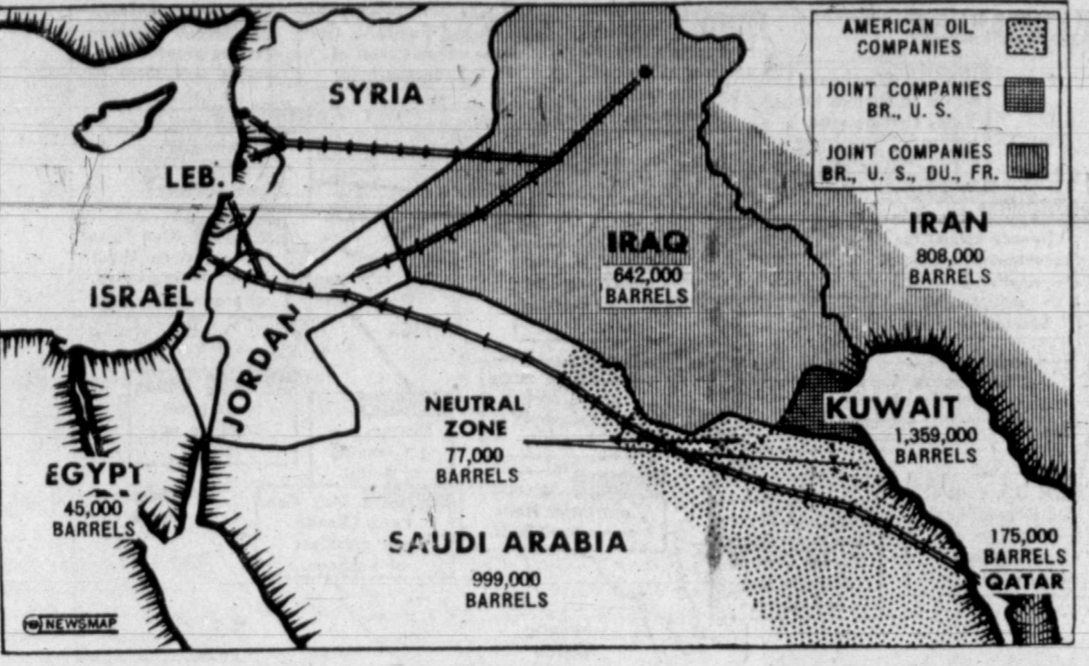 AMERICAN OIL
COMPANIES
JOINT COMPANIES
BR., U. S.
JOINT COMPANIES
BR., U. S., DU., FR.
SYRIA
LEB.
IRAN
808,000
BARRELS
IRAQ
642,000
BARRELS
ISRAEL
JORDAN
NEUTRAL
ZONE
77,000
BARRELS
KUWAIT
1,359,000
BARRELS
EGYPT
45,000
BARRELS
SAUDI ARABIA
999,000
BARRELS
175,000
BARRELS
QATAR
NEWSMAP